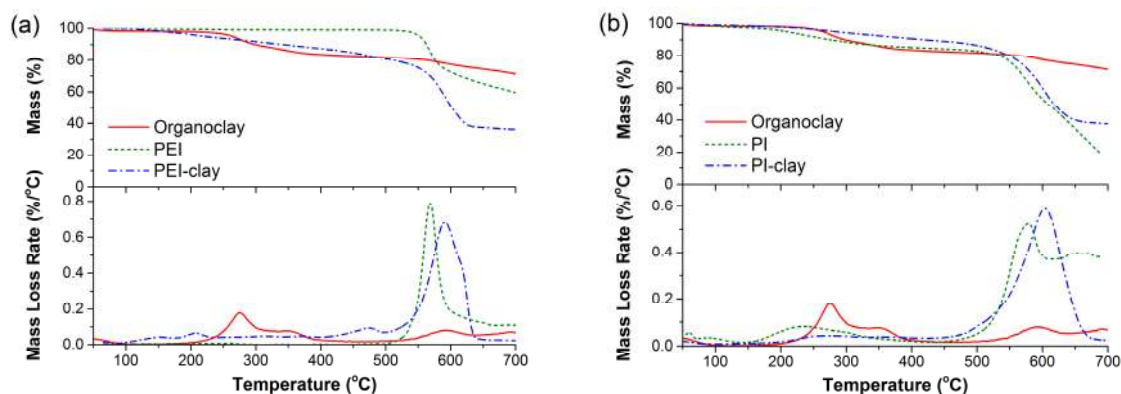 (a)
Mass (%)
100
80
60
40
20
0
Organoclay
PEI
PEI-clay
Mass Loss Rate (%/°C)
0.8
0.6
0.4
0.2
0.0
100 200 300 400 500 600 700
Temperature (°C)
(b)
Mass (%)
100
80
60
40
20
0
Organoclay
PI
PI-clay
Mass Loss Rate (%/°C)
0.6
0.4
0.2
0.0
100 200 300 400 500 600 700
Temperature (°C)